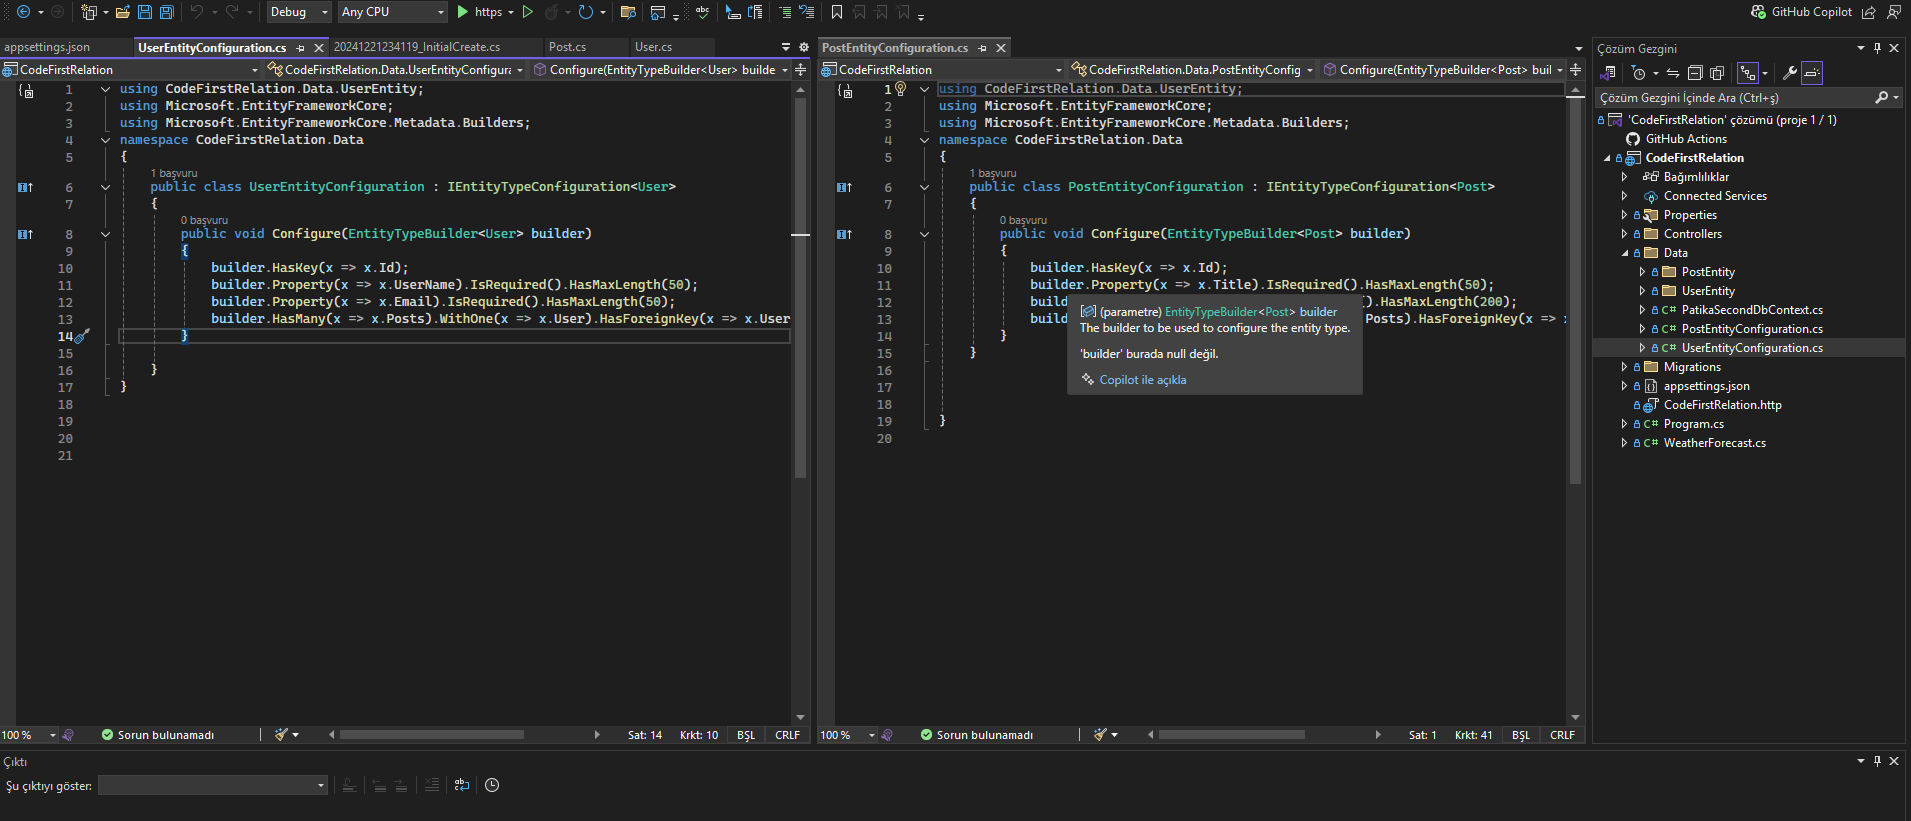 Debug
Any CPU
https
GitHub Copilot
appsettings.json
UserEntityConfiguration.cs
20241221234119_InitialCreate.cs
Post.cs
User.cs
CodeFirstRelation
CodeFirstRelation.Data.UserEntityConfigura
Configure(EntityTypeBuilder<User> builde
1 using CodeFirstRelation.Data.UserEntity;
2 using Microsoft.EntityFrameworkCore;
3 using Microsoft.EntityFrameworkCore.Metadata.Builders;
4 namespace CodeFirstRelation.Data
5 {
1 başvuru
6 public class UserEntityConfiguration : IEntityTypeConfiguration<User>
7 {
0 başvuru
8 public void Configure(EntityTypeBuilder<User> builder)
9 {
10 builder.HasKey(x => x.Id);
11 builder.Property(x => x.UserName).IsRequired().HasMaxLength(50);
12 builder.Property(x => x.Email).IsRequired().HasMaxLength(50);
13 builder.HasMany(x => x.Posts).WithOne(x => x.User).HasForeignKey(x => x.User
14 }
15
16 }
17 }
18
19
20
21
100 %
Sorun bulunamadı
Sat: 14
Krkt: 10
BŞL
CRLF
PostEntityConfiguration.cs
CodeFirstRelation
CodeFirstRelation.Data.PostEntityConfig
Configure(EntityTypeBuilder<Post> buil
1 using CodeFirstRelation.Data.UserEntity;
2 using Microsoft.EntityFrameworkCore;
3 using Microsoft.EntityFrameworkCore.Metadata.Builders;
4 namespace CodeFirstRelation.Data
5 {
1 başvuru
6 public class PostEntityConfiguration : IEntityTypeConfiguration<Post>
7 {
0 başvuru
8 public void Configure(EntityTypeBuilder<Post> builder)
9 {
10 builder.HasKey(x => x.Id);
11 builder.Property(x => x.Title).IsRequired().HasMaxLength(50);
12 build ).HasMaxLength(200);
13 build Posts).HasForeignKey(x => x
14 }
15 }
16
17
18
19 }
20
(parametre) EntityTypeBuilder<Post> builder
The builder to be used to configure the entity type.
'builder' burada null değil.
Copilot ile açıkla
100 %
Sorun bulunamadı
Sat: 1
Krkt: 41
BŞL
CRLF
Çözüm Gezgini
Çözüm Gezgini İçinde Ara (Ctrl+ş)
'CodeFirstRelation' çözümü (proje 1 / 1)
GitHub Actions
CodeFirstRelation
Bağımlılıklar
Connected Services
Properties
Controllers
Data
PostEntity
UserEntity
C# PatikaSecondDbContext.cs
C# PostEntityConfiguration.cs
C# UserEntityConfiguration.cs
Migrations
appsettings.json
CodeFirstRelation.http
C# Program.cs
C# WeatherForecast.cs
Çıktı
Şu çıktıyı göster: